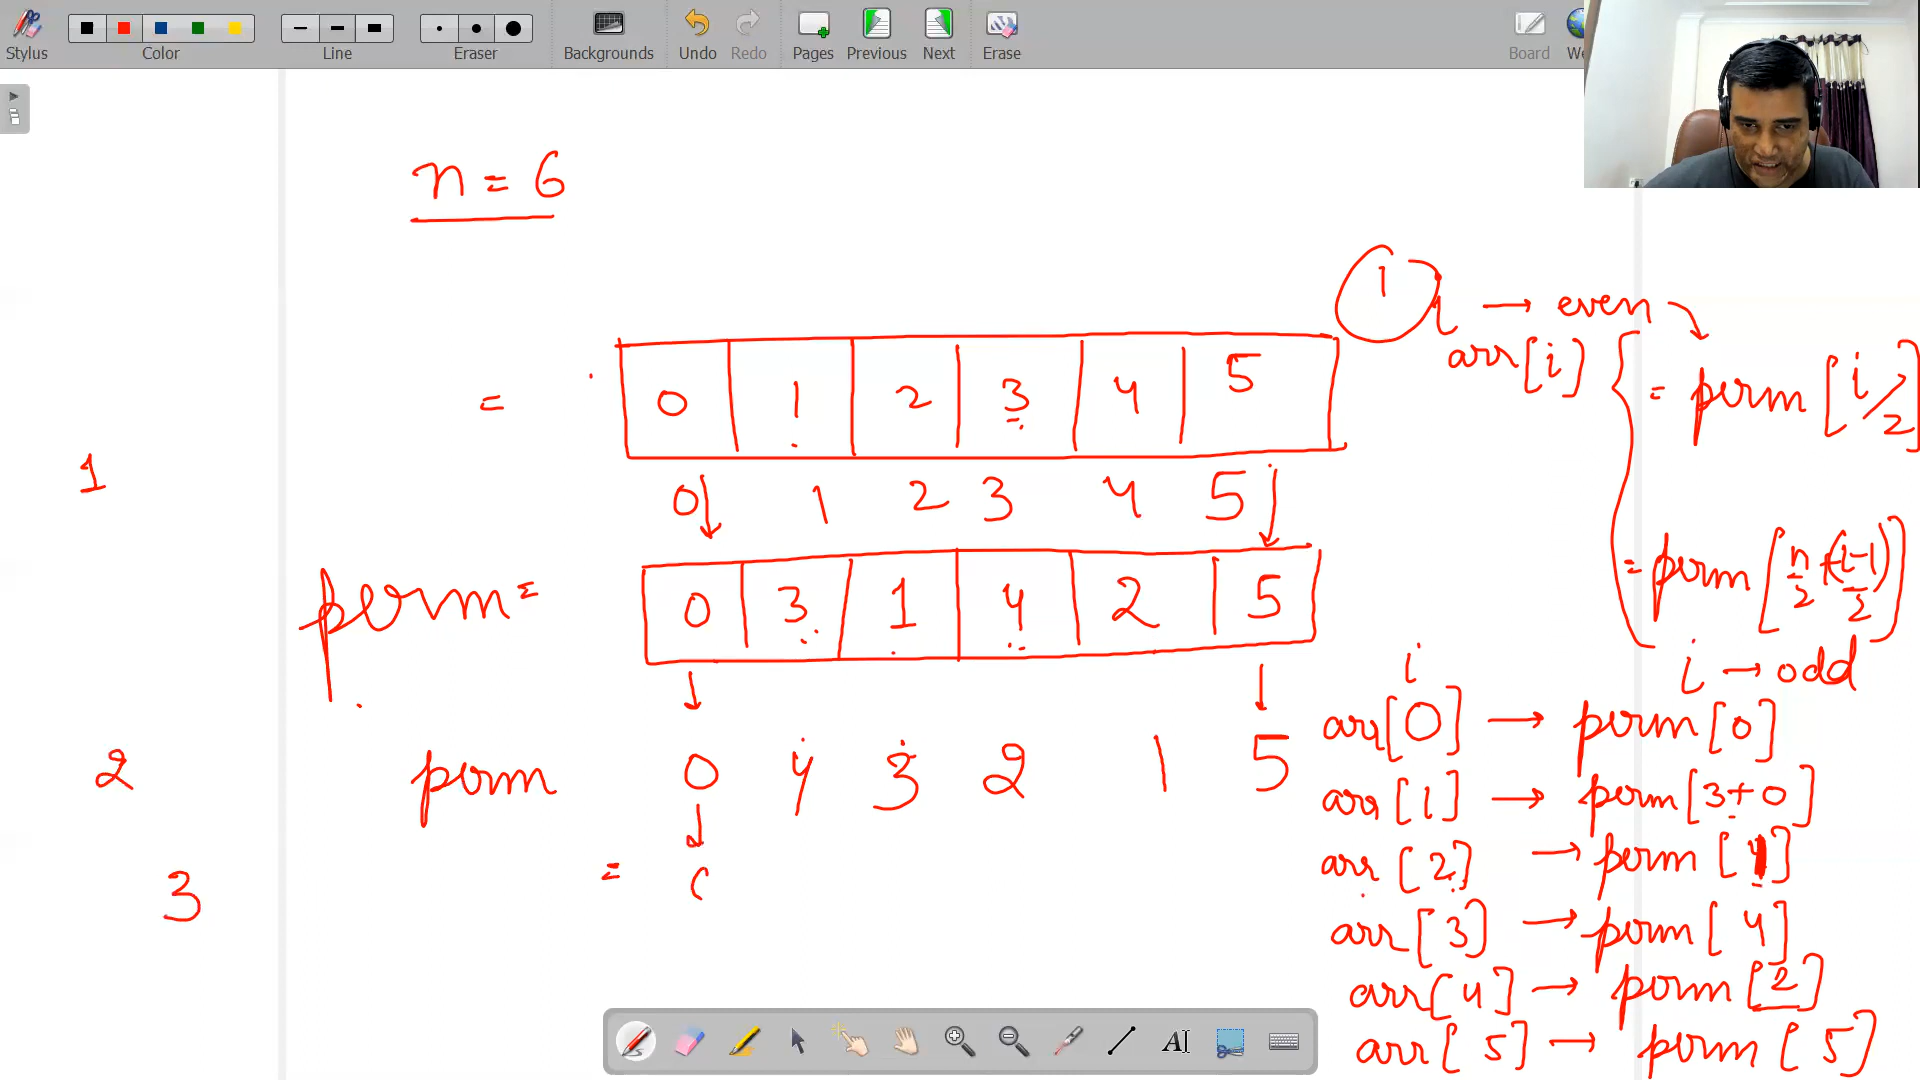 Stylus Color Line Eraser Backgrounds Undo Redo Pages Previous Next Erase Board We
n = 6
1
i → even
arr[i] = perm[i/2]
= 0 1 2 3 4 5
0 1 2 3 4 5
1
= perm[n/2 + (i-1)/2]
perm = 0 3 1 4 2 5
i → odd
i
arr[0] → perm[0]
2 perm 0 4 3 2 1 5
arr[1] → perm[3+0]
arr[2] → perm[1]
3 =
arr[3] → perm[4]
arr[4] → perm[2]
arr[5] → perm[5]